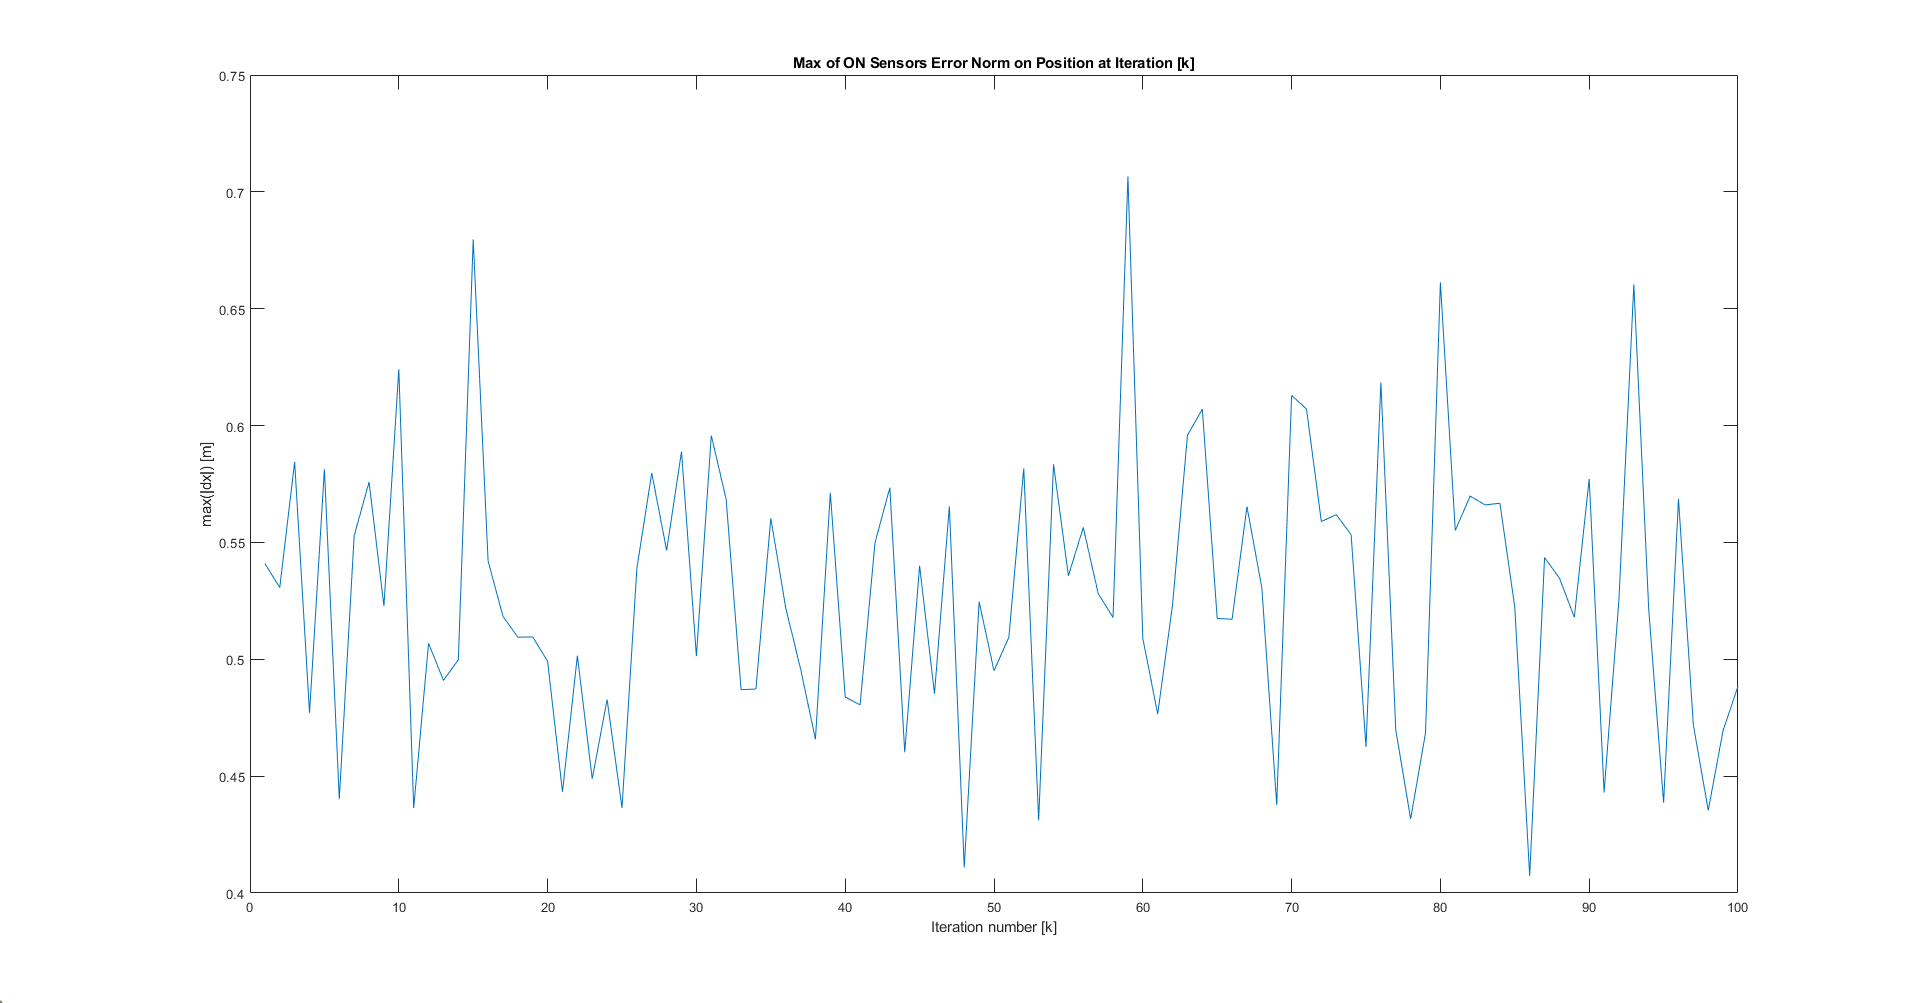 Max of ON Sensors Error Norm on Position at Iteration [k]
0.75
0.7
0.65
0.6
0.55
0.5
0.45
0.4
max(|dx|) [m]
0 10 20 30 40 50 60 70 80 90 100
Iteration number [k]